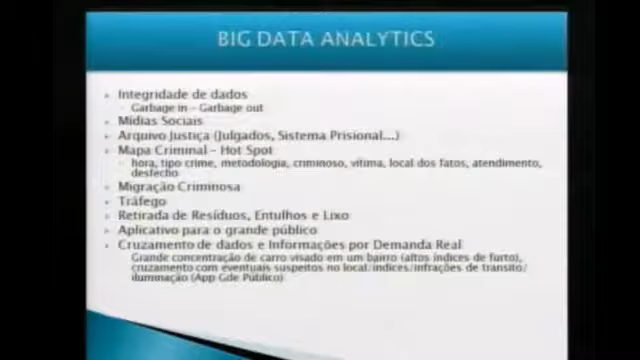 BIG DATA ANALYTICS
Integridade de dados
Garbage in – Garbage out
Mídias Sociais
Arquivo Justiça (Julgados, Sistema Prisional...)
Mapa Criminal – Hot Spot
hora, tipo crime, metodologia, criminoso, vítima, local dos fatos, atendimento,
desfecho
Migração Criminosa
Tráfego
Retirada de Resíduos, Entulhos e Lixo
Aplicativo para o grande público
Cruzamento de dados e Informações por Demanda Real
Grande concentração de carro visado em um bairro (altos índices de furto),
cruzamento com eventuais suspeitos no local/índices/infrações de transito/
iluminação (App Gde Público)